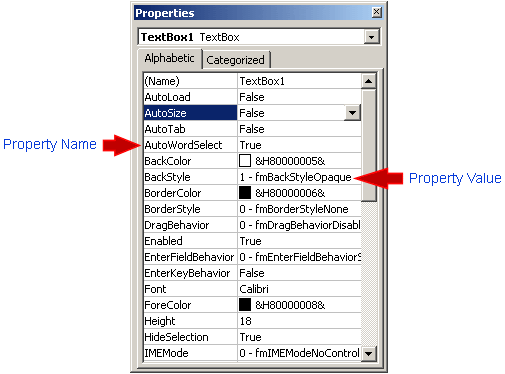 Properties
TextBox1 TextBox
Alphabetic Categorized
(Name) TextBox1
AutoLoad False
AutoSize False
AutoTab False
Property Name AutoWordSelect True
BackColor &H80000005&
BackStyle 1 - fmBackStyleOpaque Property Value
BorderColor &H80000006&
BorderStyle 0 - fmBorderStyleNone
DragBehavior 0 - fmDragBehaviorDisabl
Enabled True
EnterFieldBehavior 0 - fmEnterFieldBehaviorS
EnterKeyBehavior False
Font Calibri
ForeColor &H80000008&
Height 18
HideSelection True
IMEMode 0 - fmIMEModeNoControl